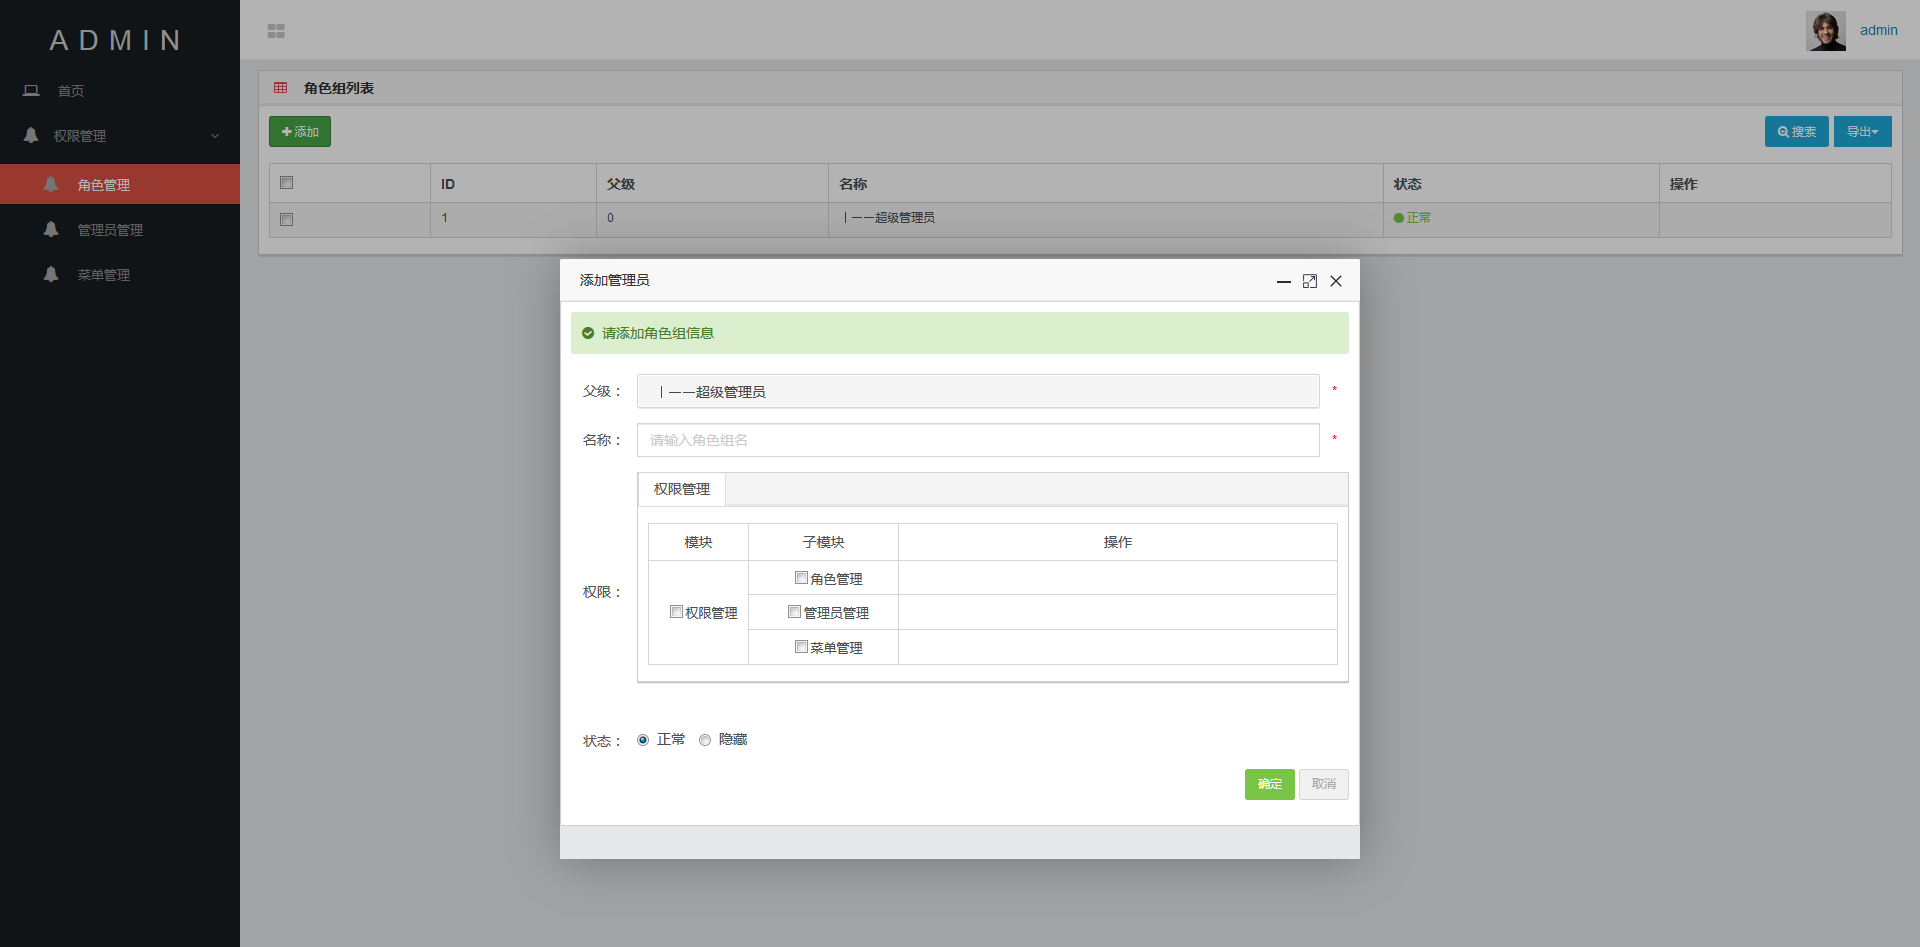 ADMIN
admin
首页
权限管理
角色管理
管理员管理
菜单管理
角色组列表
添加
搜索
导出
ID 父级 名称 状态 操作
1 0 丨一一超级管理员 正常
添加管理员
请添加角色组信息
父级： 丨一一超级管理员 *
名称： 请输入角色组名 *
权限管理
模块 子模块 操作
角色管理
权限： 权限管理 管理员管理
菜单管理
状态： 正常 隐藏
确定 取消